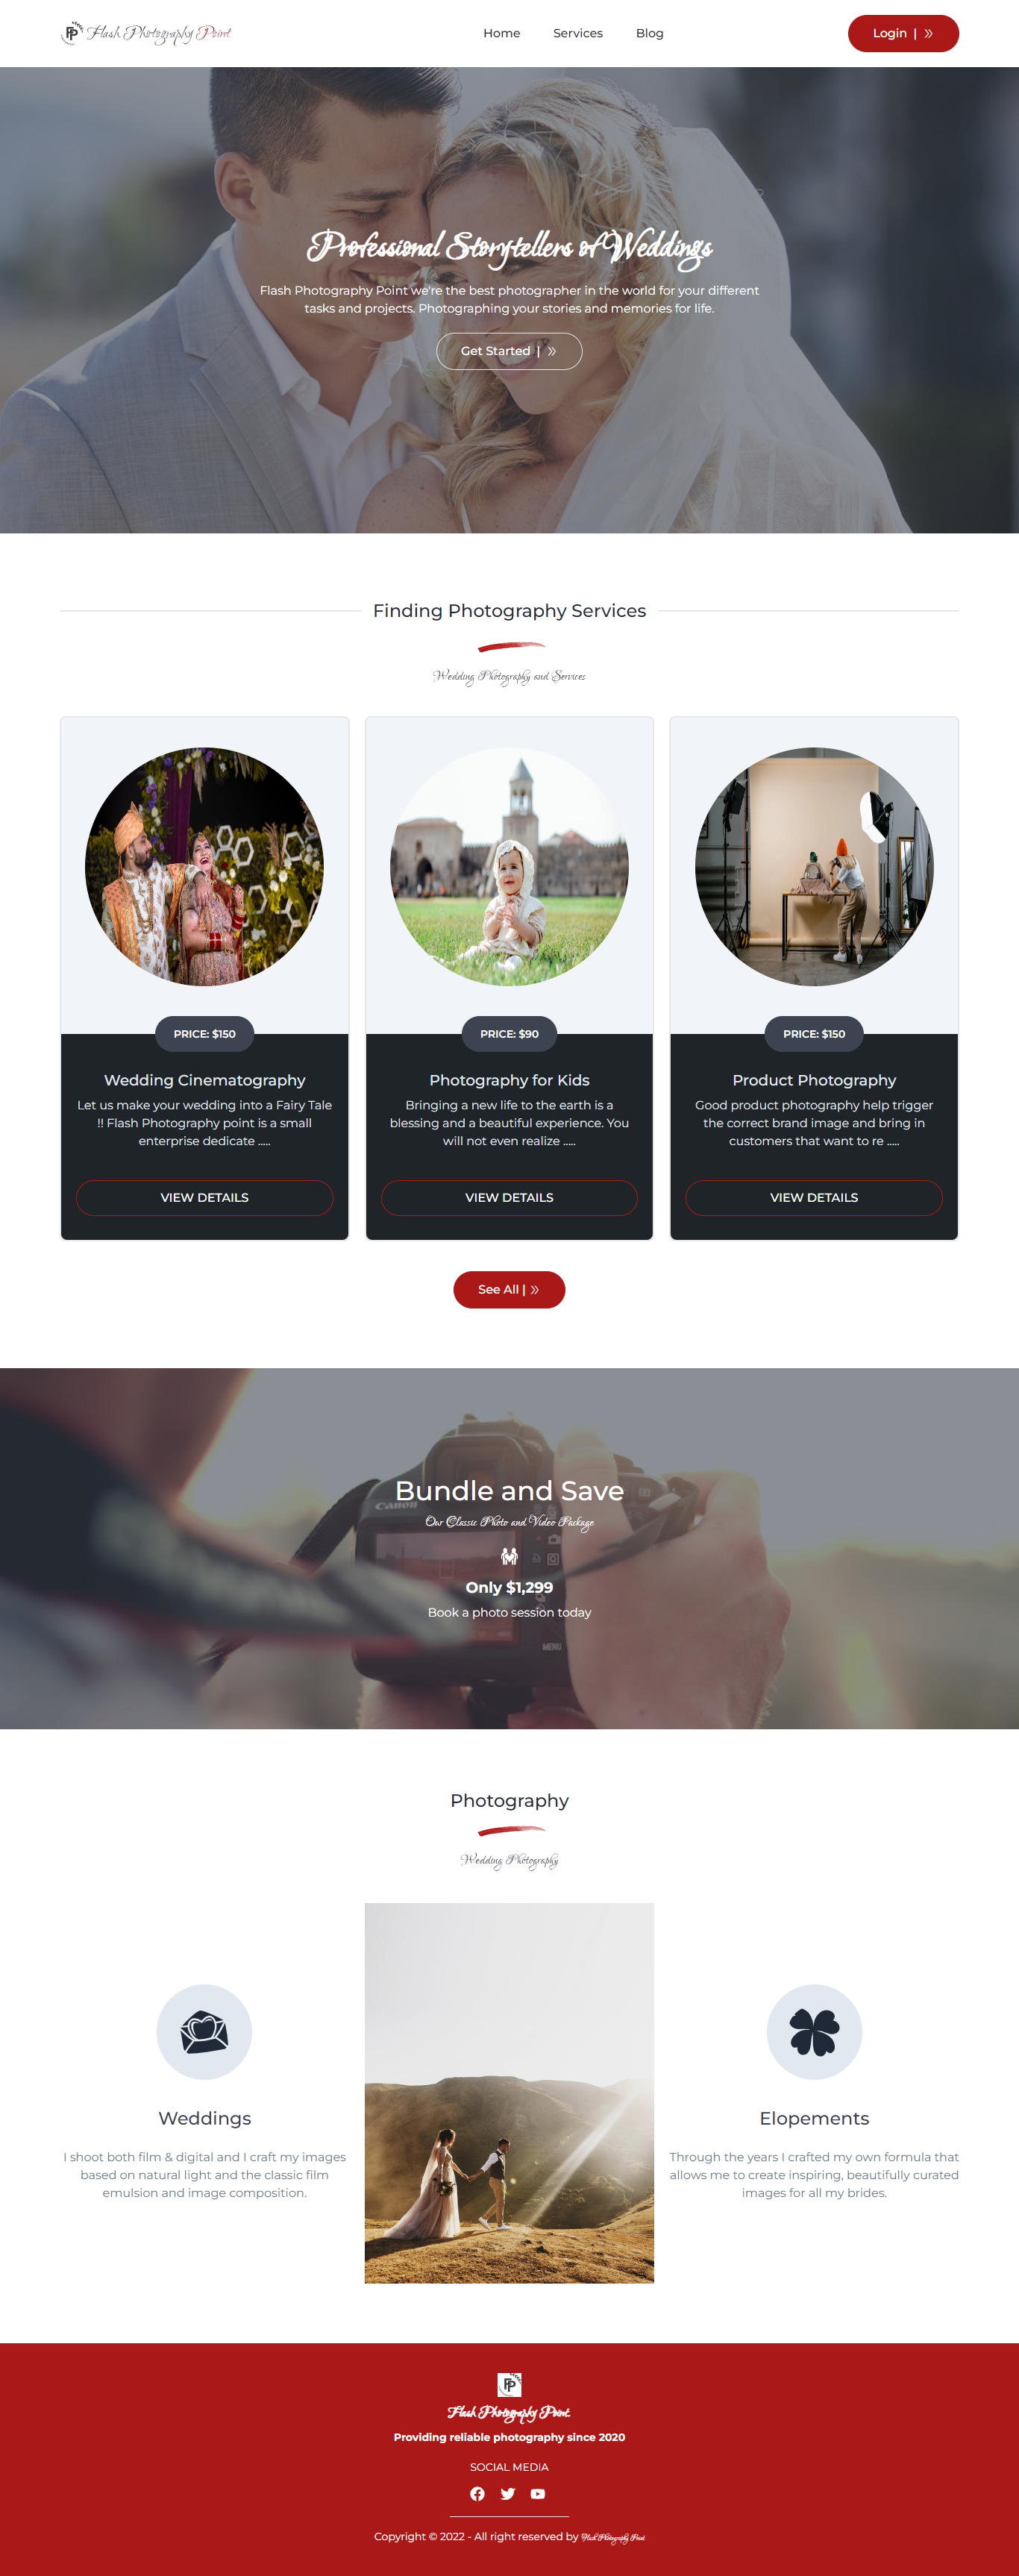 FP Flash Photography Point
Home Services Blog Login |
Professional Storytellers of Weddings
Flash Photography Point we're the best photographer in the world for your different
tasks and projects. Photographing your stories and memories for life.
Get Started |
Finding Photography Services
Wedding Photography and Services
PRICE: $150
Wedding Cinematography
Let us make your wedding into a Fairy Tale
!! Flash Photography point is a small
enterprise dedicate .....
VIEW DETAILS
PRICE: $90
Photography for Kids
Bringing a new life to the earth is a
blessing and a beautiful experience. You
will not even realize .....
VIEW DETAILS
PRICE: $150
Product Photography
Good product photography help trigger
the correct brand image and bring in
customers that want to re .....
VIEW DETAILS
See All |
Canon
Bundle and Save
Our Classic Photo and Video Package
Only $1,299
Book a photo session today
MENU
Photography
Wedding Photography
Weddings
I shoot both film & digital and I craft my images
based on natural light and the classic film
emulsion and image composition.
Elopements
Through the years I crafted my own formula that
allows me to create inspiring, beautifully curated
images for all my brides.
FP
Flash Photography Point.
Providing reliable photography since 2020
SOCIAL MEDIA
Copyright © 2022 - All right reserved by Flash Photography Point